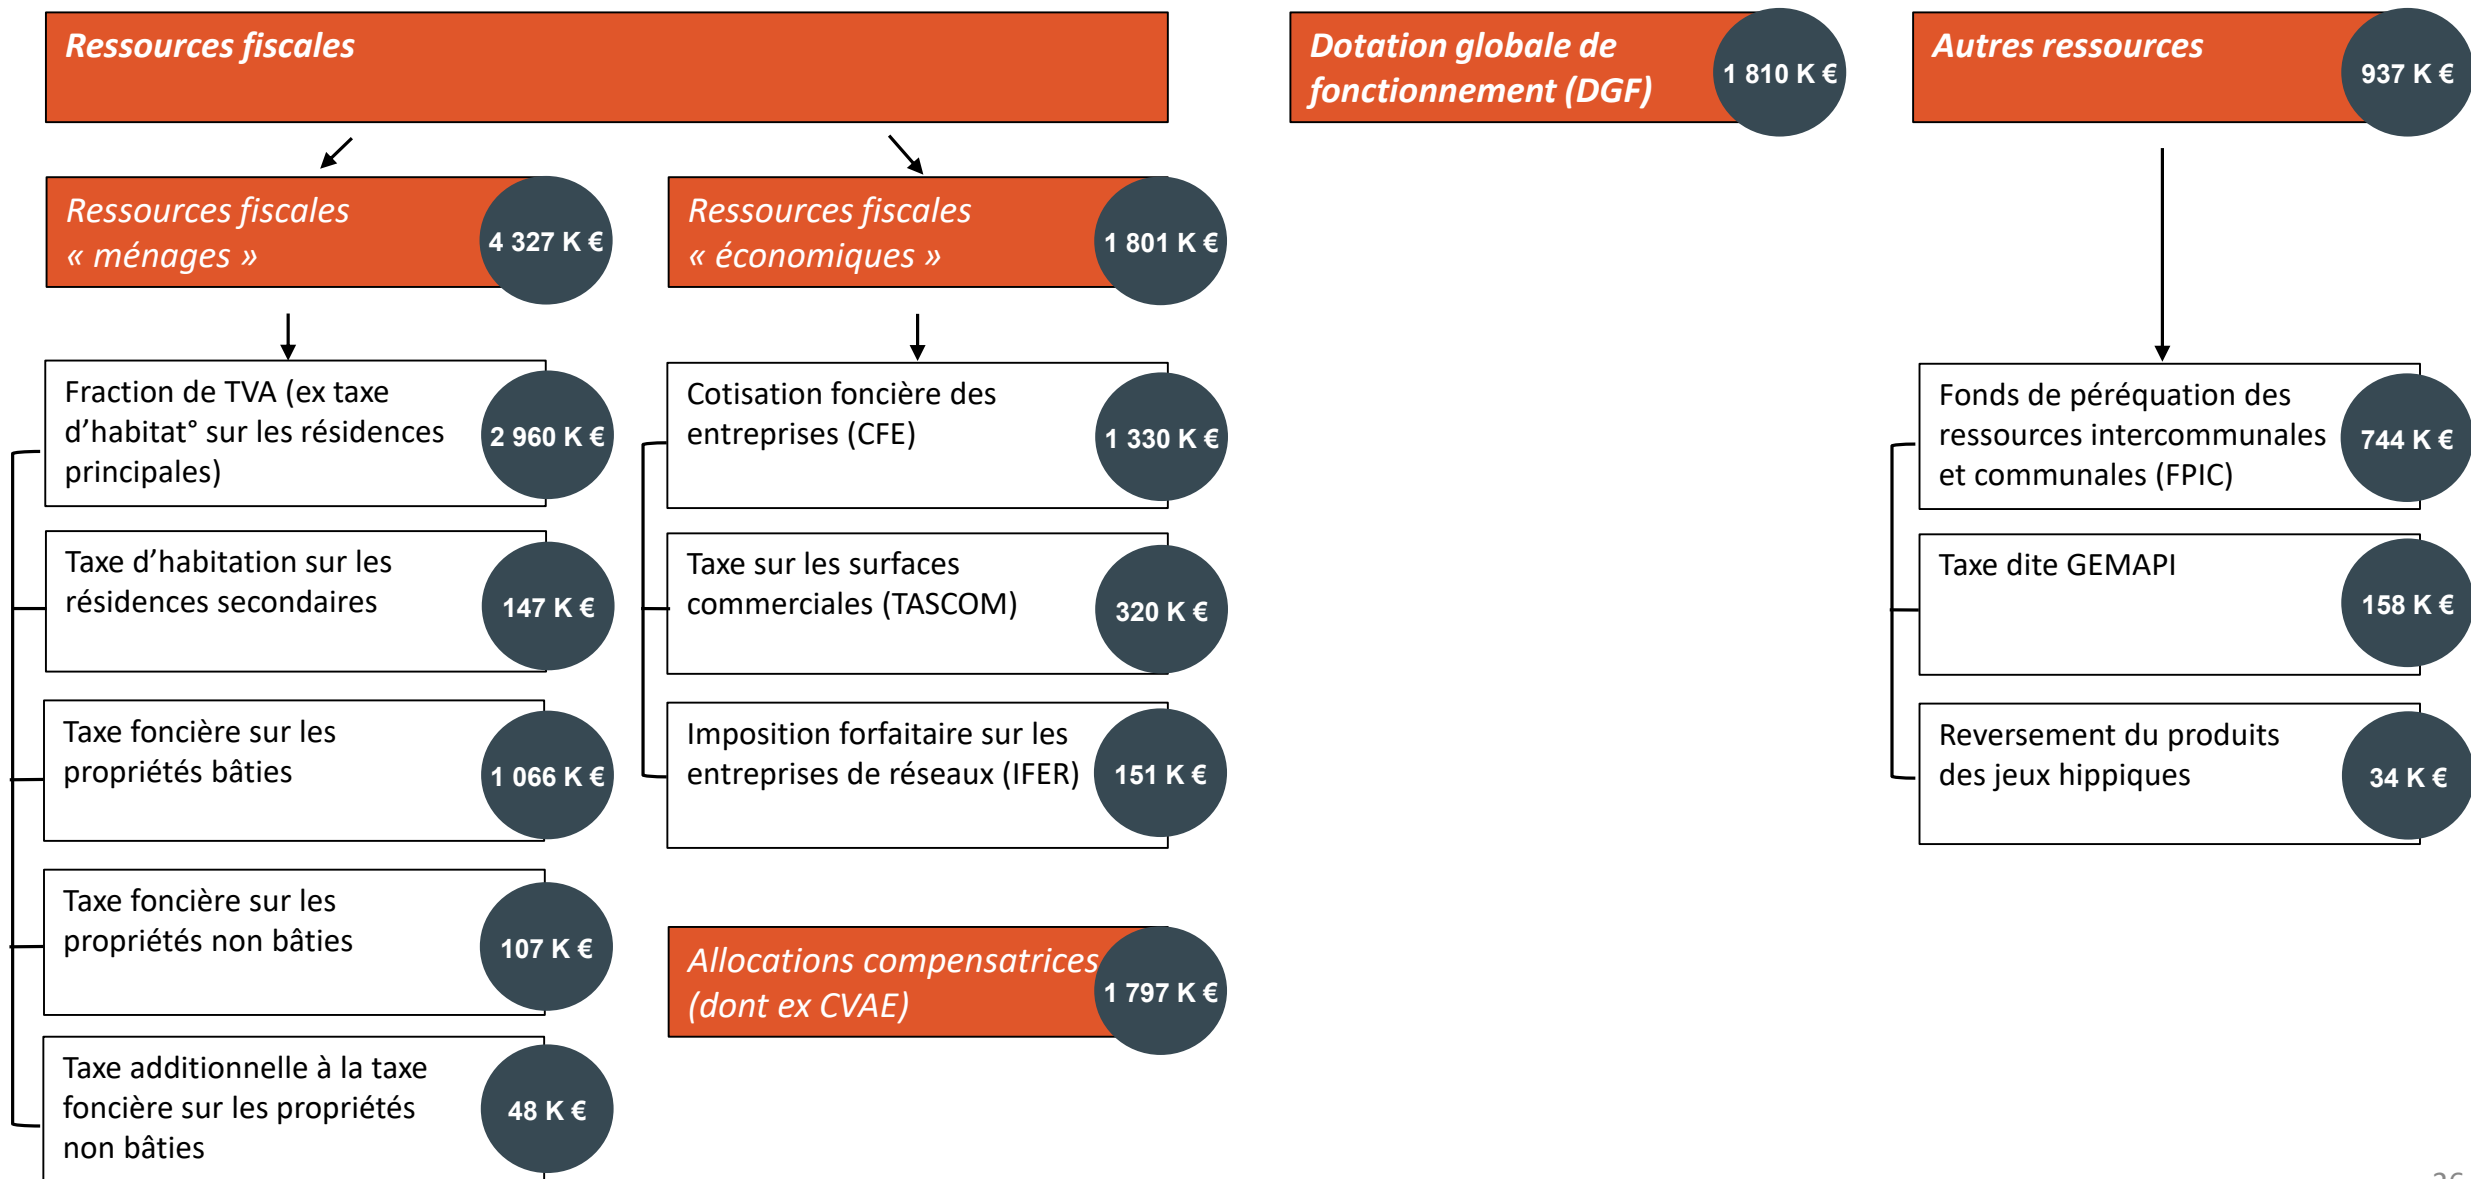 Ressources fiscales
Dotation globale de
fonctionnement (DGF)
1 810 K €
Autres ressources
937 K €
Ressources fiscales
« ménages »
4 327 K €
Ressources fiscales
« économiques »
1 801 K €
Fraction de TVA (ex taxe
d’habitat° sur les résidences
principales)
2 960 K €
Taxe d’habitation sur les
résidences secondaires
147 K €
Taxe foncière sur les
propriétés bâties
1 066 K €
Taxe foncière sur les
propriétés non bâties
107 K €
Taxe additionnelle à la taxe
foncière sur les propriétés
non bâties
48 K €
Cotisation foncière des
entreprises (CFE)
1 330 K €
Taxe sur les surfaces
commerciales (TASCOM)
320 K €
Imposition forfaitaire sur les
entreprises de réseaux (IFER)
151 K €
Allocations compensatrices
(dont ex CVAE)
1 797 K €
Fonds de péréquation des
ressources intercommunales
et communales (FPIC)
744 K €
Taxe dite GEMAPI
158 K €
Reversement du produits
des jeux hippiques
34 K €